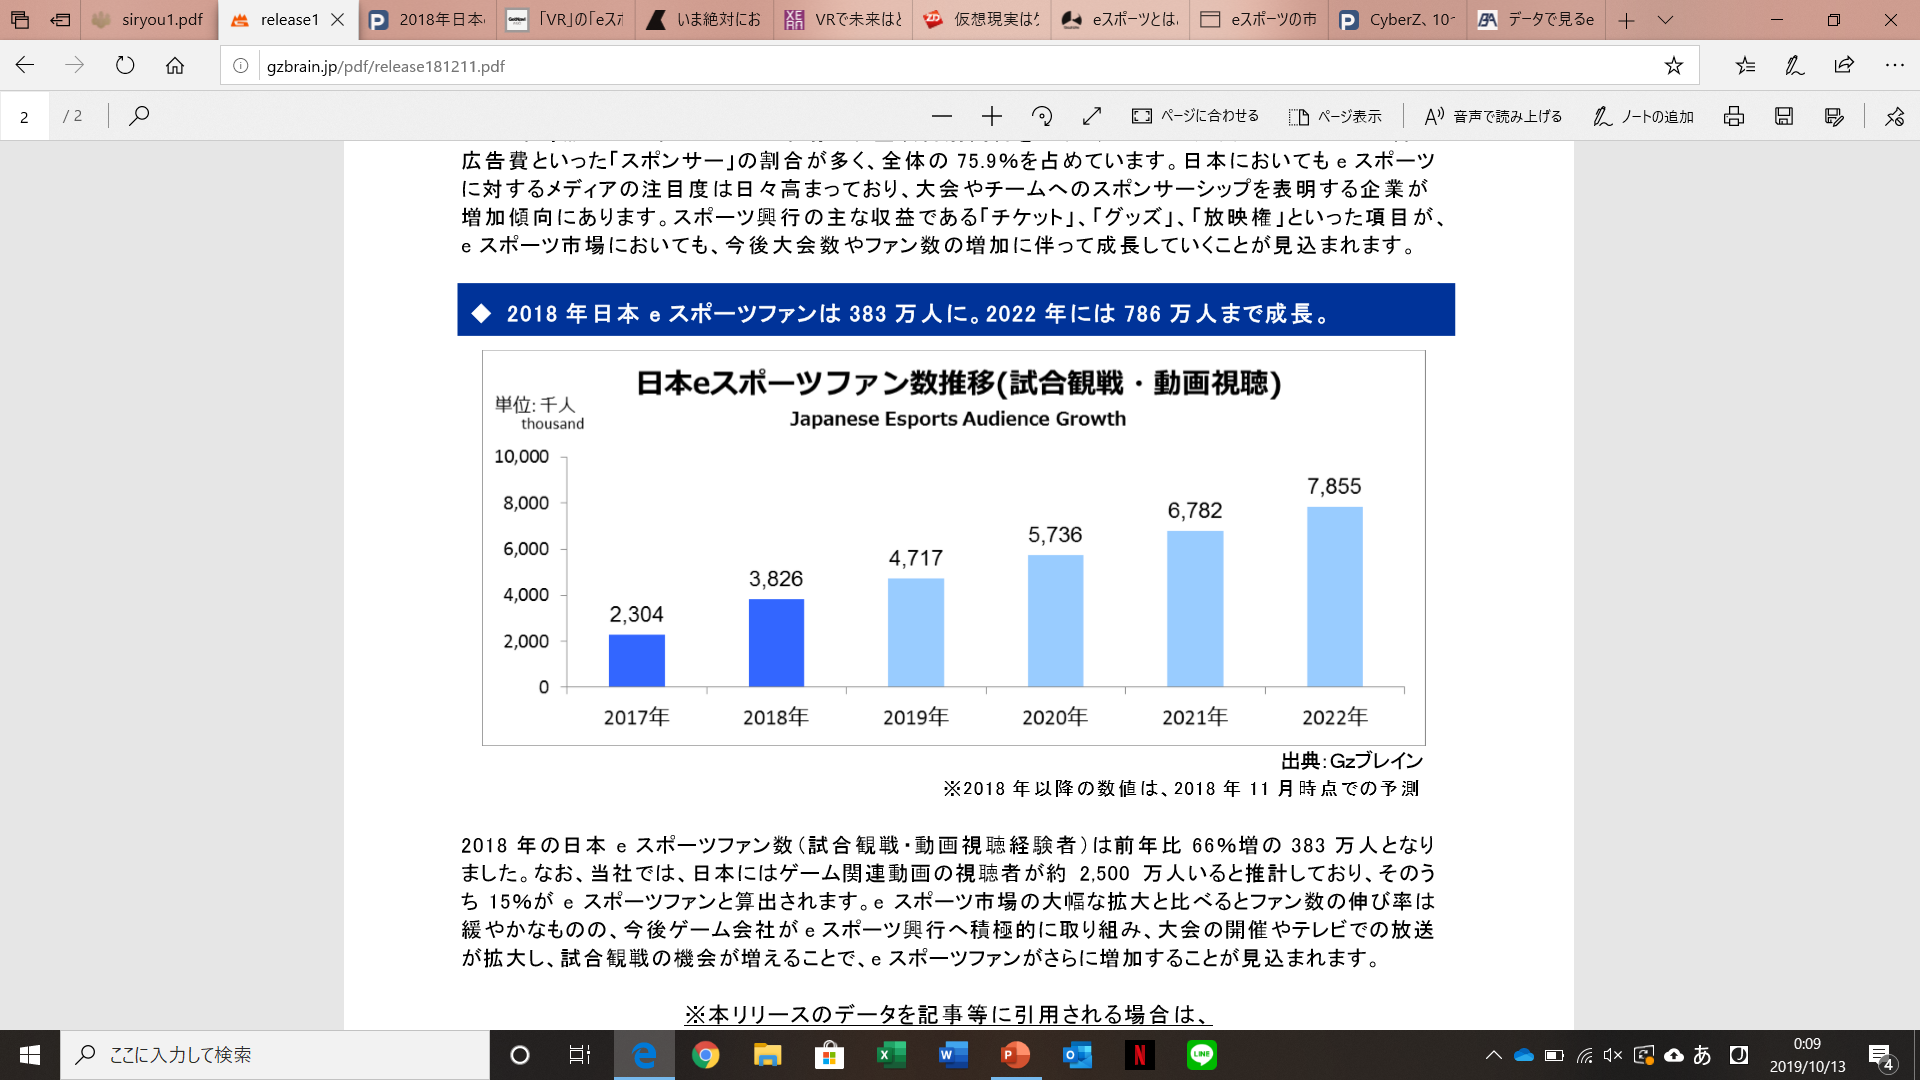 siryou1.pdf
release1
2018年日本
「VR」の「eス
いま絶対にお
VRで未来はと
仮想現実は
eスポーツとは
eスポーツの市
CyberZ、10
データで見るe
gzbrain.jp/pdf/release181211.pdf
2 / 2
ページに合わせる
ページ表示
音声で読み上げる
ノートの追加
広告費といった「スポンサー」の割合が多く、全体の 75.9%を占めています。日本においても e スポーツ
に対するメディアの注目度は日々高まっており、大会やチームへのスポンサーシップを表明する企業が
増加傾向にあります。スポーツ興行の主な収益である「チケット」、「グッズ」、「放映権」といった項目が、
e スポーツ市場においても、今後大会数やファン数の増加に伴って成長していくことが見込まれます。
◆ 2018 年日本 e スポーツファンは 383 万人に。2022 年には 786 万人まで成長。
日本eスポーツファン数推移(試合観戦・動画視聴)
Japanese Esports Audience Growth
単位: 千人
thousand
10,000
8,000
6,000
4,000
2,000
0
2,304
3,826
4,717
5,736
6,782
7,855
2017年
2018年
2019年
2020年
2021年
2022年
出典：Gzブレイン
※2018 年以降の数値は、2018 年 11 月時点での予測
2018 年の日本 e スポーツファン数（試合観戦・動画視聴経験者）は前年比 66%増の 383 万人となり
ました。なお、当社では、日本にはゲーム関連動画の視聴者が約 2,500 万人いると推計しており、そのう
ち 15%が e スポーツファンと算出されます。e スポーツ市場の大幅な拡大と比べるとファン数の伸び率は
緩やかなものの、今後ゲーム会社が e スポーツ興行へ積極的に取り組み、大会の開催やテレビでの放送
が拡大し、試合観戦の機会が増えることで、e スポーツファンがさらに増加することが見込まれます。
※本リリースのデータを記事等に引用される場合は、
ここに入力して検索
あ
0:09
2019/10/13
4